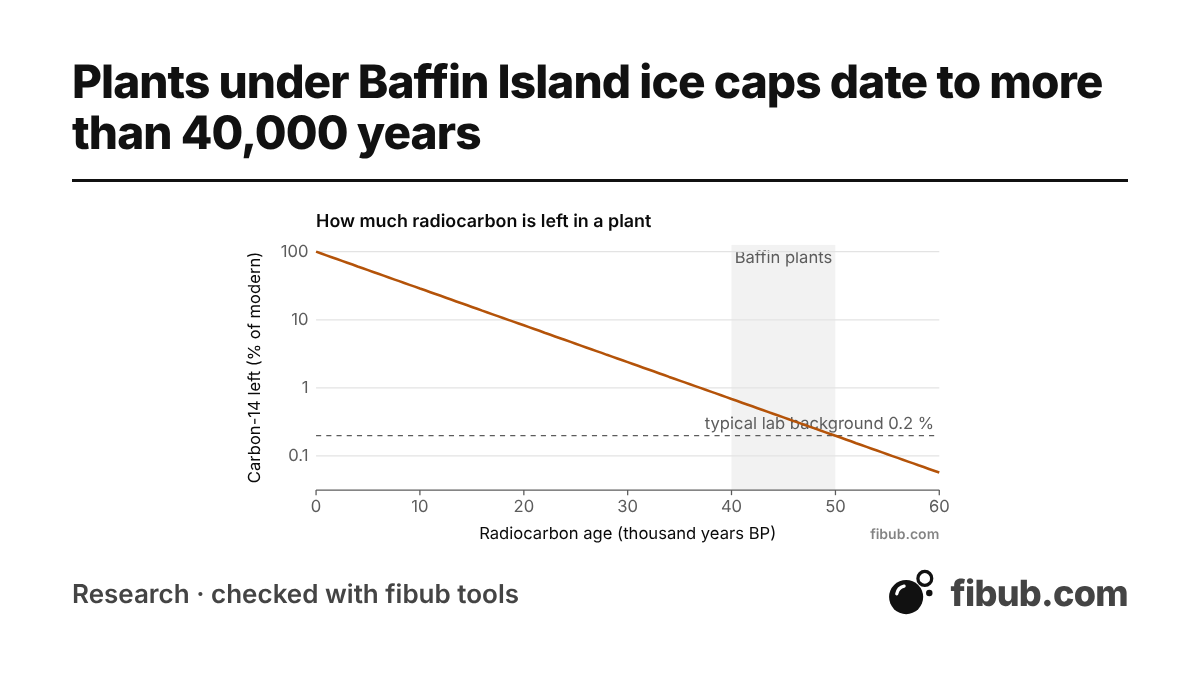 Plants under Baffin Island ice caps date to more
than 40,000 years
How much radiocarbon is left in a plant
Carbon-14 left (% of modern)
100
10
1
0.1
Baffin plants
typical lab background 0.2 %
0 10 20 30 40 50 60
Radiocarbon age (thousand years BP)
fibub.com
Research · checked with fibub tools
fibub.com